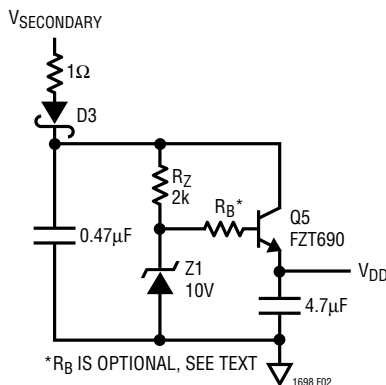 VSECONDARY
1Ω
D3
RZ
2k
RB*
Q5
FZT690
0.47µF
Z1
10V
VDD
4.7µF
*RB IS OPTIONAL, SEE TEXT
1698 F02